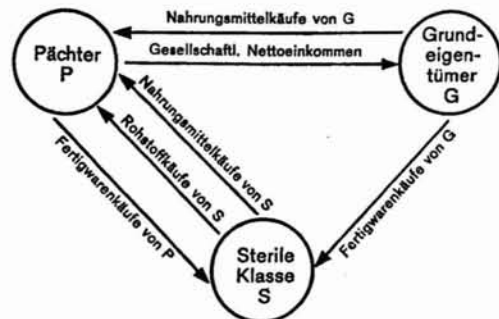 Nahrungsmittelkäufe von G
Gesellschaftl. Nettoeinkommen
Pächter
P
Grund-
eigen-
tümer
G
Nahrungsmittelkäufe von S
Rohstoffkäufe von S
Fertigwarenkäufe von P
Fertigwarenkäufe von G
Sterile
Klasse
S